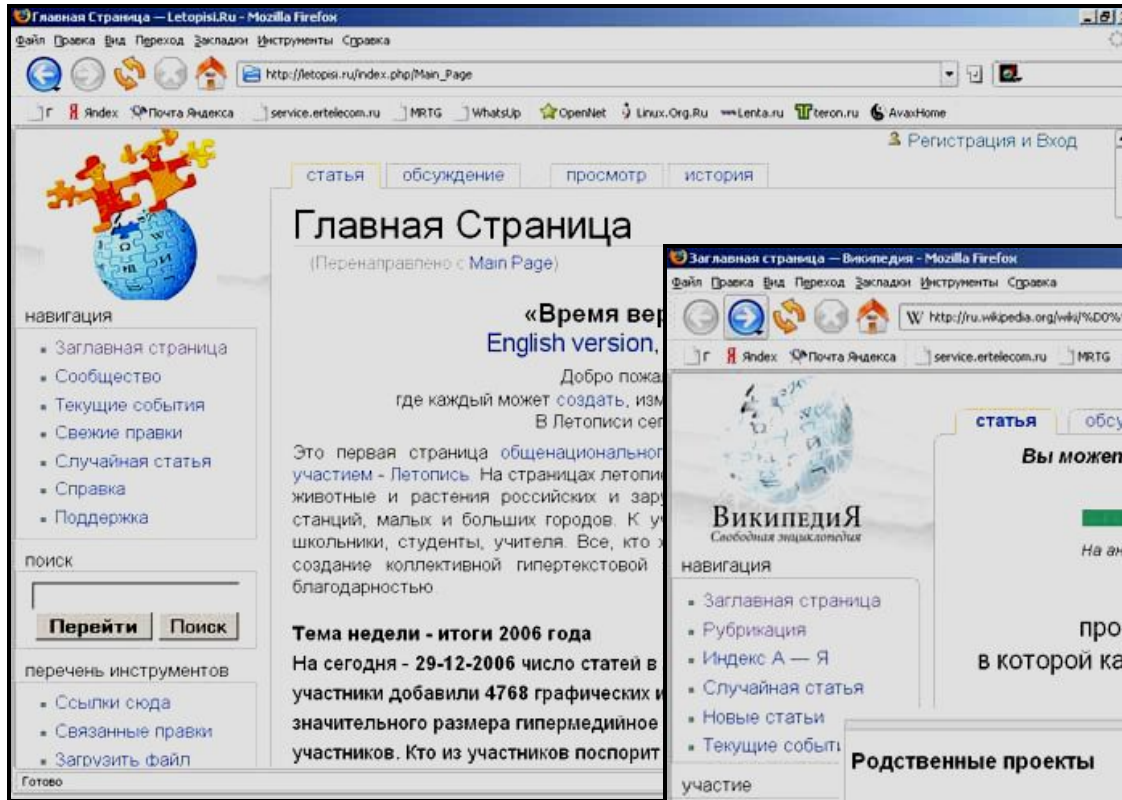 Главная Страница — Letopisi.Ru - Mozilla Firefox
Файл Правка Вид Переход Закладки Инструменты Справка
http://letopisi.ru/index.php/Main_Page
Г Яndex Почта Яндекса service.ertelecom.ru MRTG WhatsUp OpenNet Linux.Org.Ru Lenta.ru teron.ru AvaxHome
Регистрация и Вход
статья обсуждение просмотр история
Главная Страница
(Перенаправлено с Main Page)
«Время вер
English version,
Добро пожа
где каждый может создать, изм
В Летописи сег
Это первая страница общенациональног
участием - Летопись. На страницах летопи
животные и растения российских и зар
станций, малых и больших городов. К у
школьники, студенты, учителя. Все, кто
создание коллективной гипертекстовой
благодарностью
Тема недели - итоги 2006 года
На сегодня - 29-12-2006 число статей в
участники добавили 4768 графических и
значительного размера гипермедийное
участников. Кто из участников поспорит
навигация
Заглавная страница
Сообщество
Текущие события
Свежие правки
Случайная статья
Справка
Поддержка
поиск
Перейти Поиск
перечень инструментов
Ссылки сюда
Связанные правки
Загрузить файл
Готово
Заглавная страница — Википедия - Mozilla Firefox
Файл Правка Вид Переход Закладки Инструменты Справка
http://ru.wikipedia.org/wiki/%D0%
Г Яndex Почта Яндекса service.ertelecom.ru MRTG
статья обсу
Вы может
ВикипедиЯ
Свободная энциклопедия
На ан
про
в которой ка
навигация
Заглавная страница
Рубрикация
Индекс А — Я
Случайная статья
Новые статьи
Текущие событи
участие
Родственные проекты